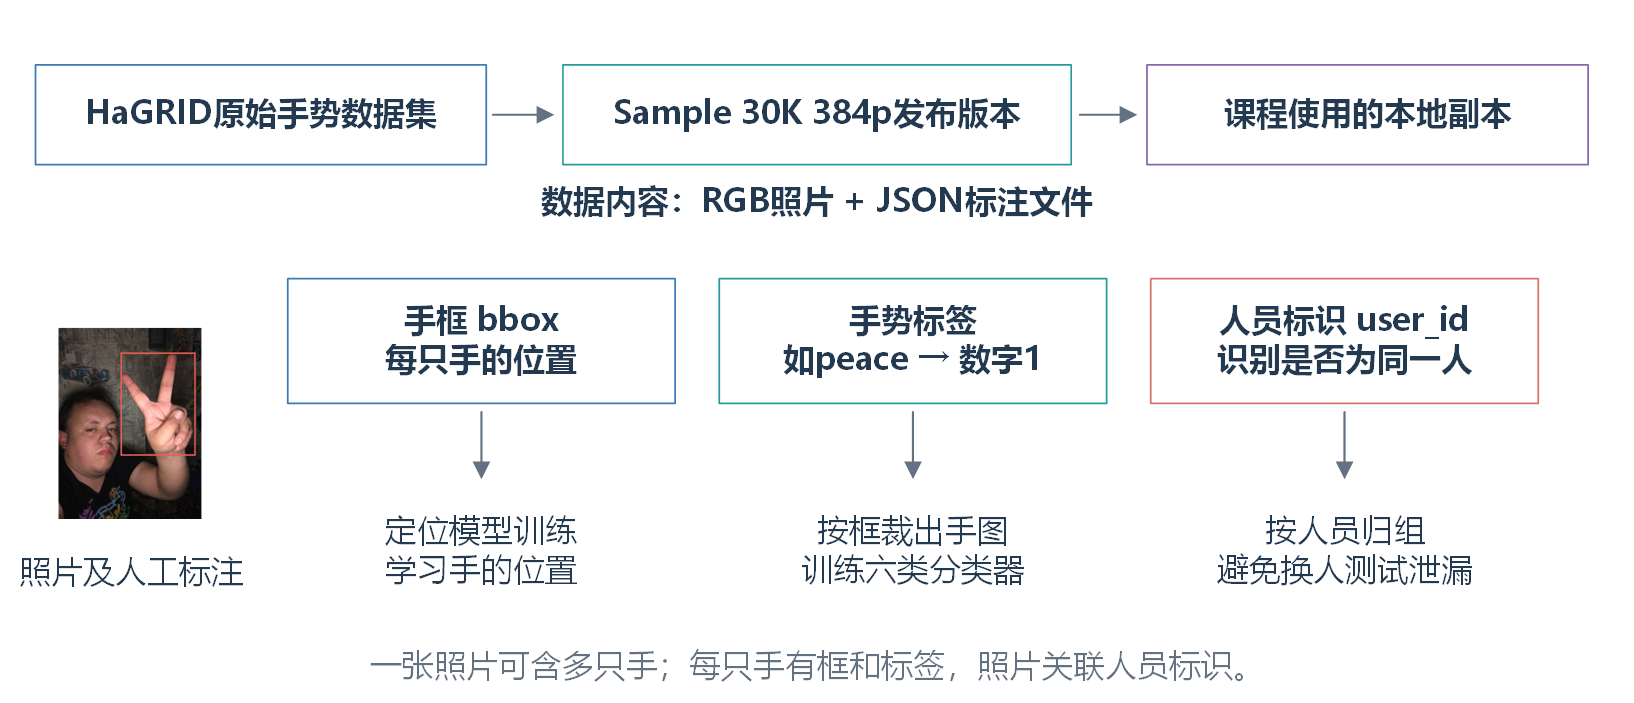 HaGRID原始手势数据集
Sample 30K 384p发布版本
课程使用的本地副本
数据内容：RGB照片 + JSON标注文件
手框 bbox
每只手的位置
手势标签
如peace → 数字1
人员标识 user_id
识别是否为同一人
定位模型训练
学习手的位置
按框裁出手图
训练六类分类器
按人员归组
避免换人测试泄漏
照片及人工标注
一张照片可含多只手；每只手有框和标签，照片关联人员标识。